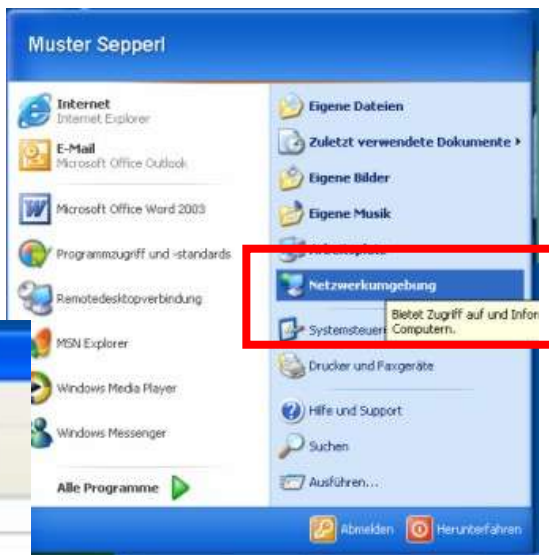 Muster Sepperl
Internet
Internet Explorer
E-Mail
Microsoft Office Outlook
Microsoft Office Word 2003
Programmzugriff und -standards
Remotedesktopverbindung
MSN Explorer
Windows Media Player
Windows Messenger
Alle Programme
Eigene Dateien
Zuletzt verwendete Dokumente
Eigene Bilder
Eigene Musik
Arbeitsplatz
Netzwerkumgebung
Bietet Zugriff auf und Infor
Computern.
Systemsteuer
Drucker und Faxgeräte
Hilfe und Support
Suchen
Ausführen...
Abmelden
Herunterfahren